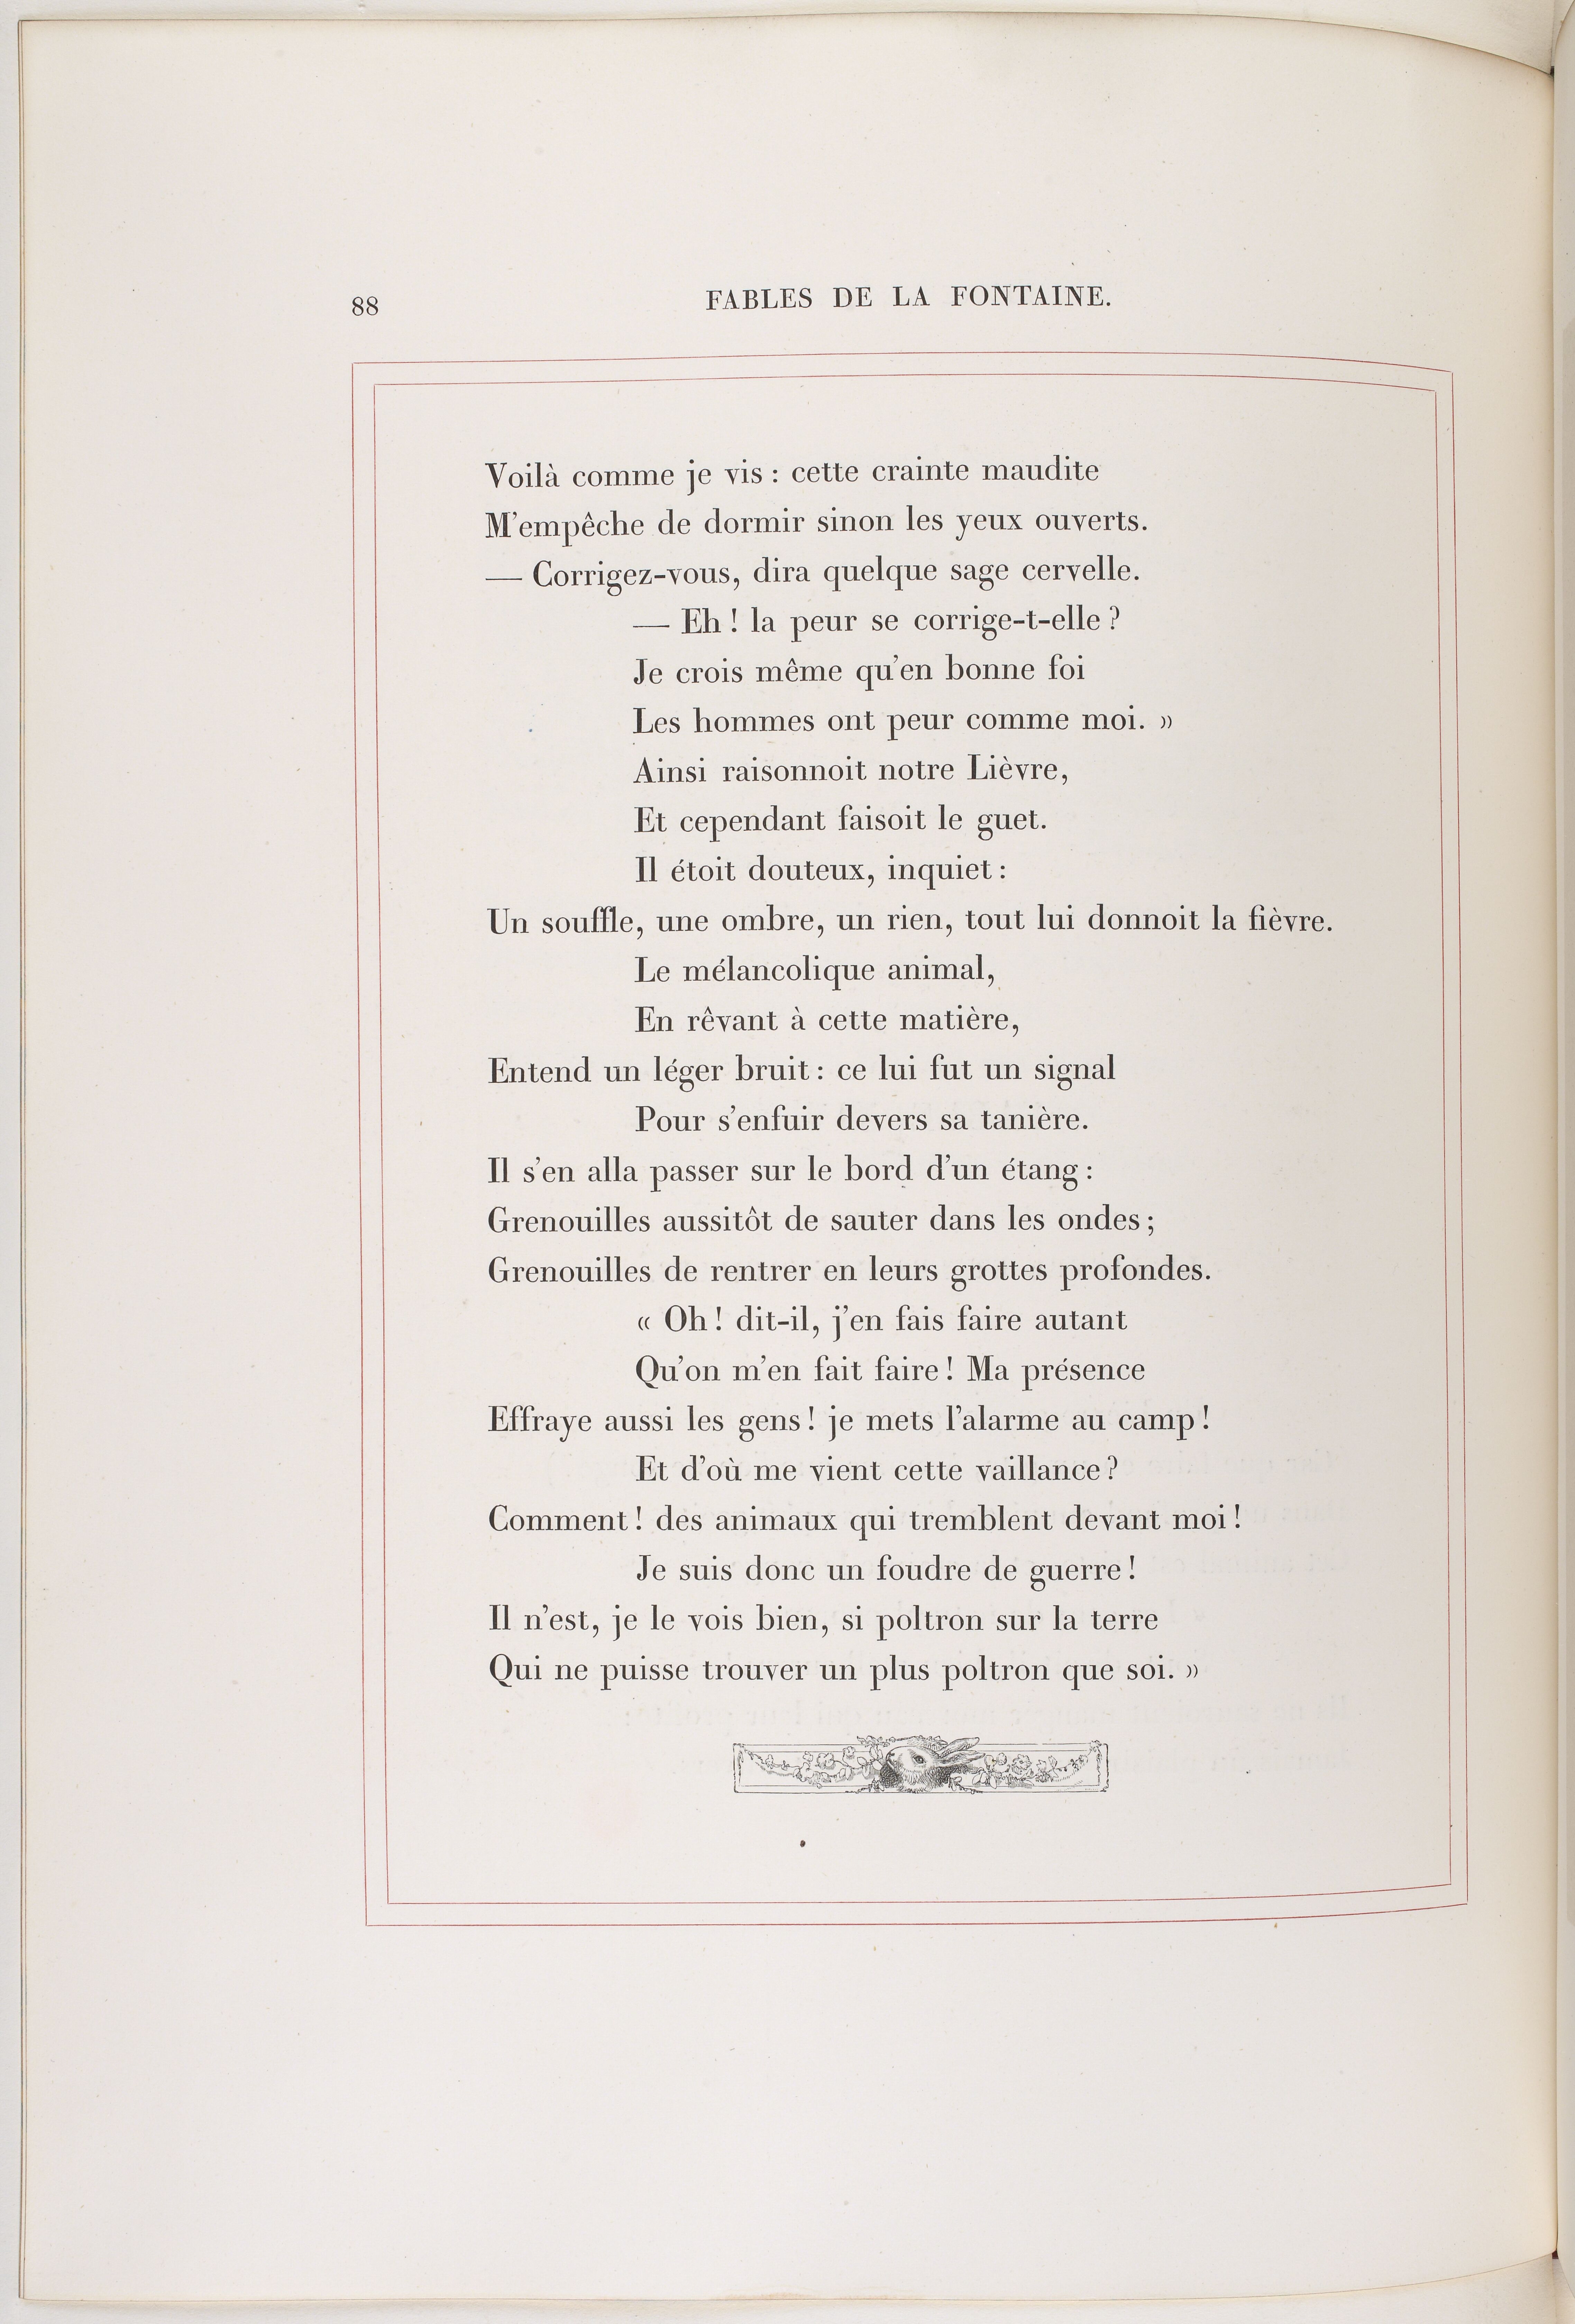 88
FABLES DE LA FONTAINE.
Voilà comme je vis : cette crainte maudite
M'empêche de dormir sinon les yeux ouverts.
— Corrigez-vous, dira quelque sage cervelle.
— Eh ! la peur se corrige-t-elle ?
Je crois même qu'en bonne foi
Les hommes ont peur comme moi. »
Ainsi raisonnoit notre Lièvre,
Et cependant faisoit le guet.
Il étoit douteux, inquiet :
Un souffle, une ombre, un rien, tout lui donnoit la fièvre.
Le mélancolique animal,
En rêvant à cette matière,
Entend un léger bruit : ce lui fut un signal
Pour s'enfuir devers sa tanière.
Il s'en alla passer sur le bord d'un étang :
Grenouilles aussitôt de sauter dans les ondes ;
Grenouilles de rentrer en leurs grottes profondes.
« Oh ! dit-il, j'en fais faire autant
Qu'on m'en fait faire ! Ma présence
Effraye aussi les gens ! je mets l'alarme au camp !
Et d'où me vient cette vaillance ?
Comment ! des animaux qui tremblent devant moi !
Je suis donc un foudre de guerre !
Il n'est, je le vois bien, si poltron sur la terre
Qui ne puisse trouver un plus poltron que soi. »